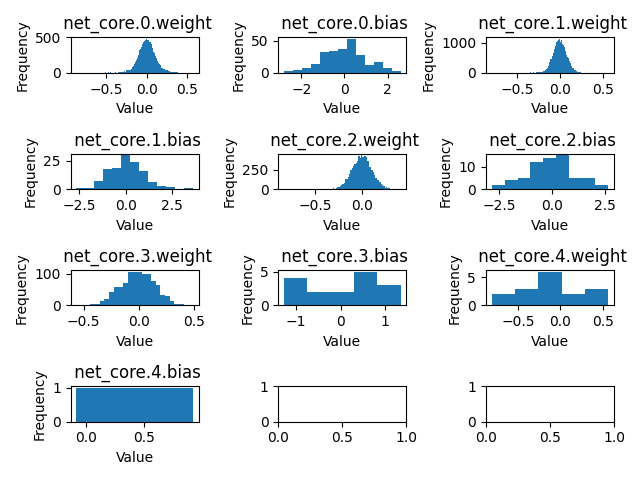 net_core.0.weight
Frequency
500
0
−0.5
0.0
0.5
Value
net_core.0.bias
Frequency
50
0
−2
0
2
Value
net_core.1.weight
Frequency
1000
0
−0.5
0.0
0.5
Value
net_core.1.bias
Frequency
25
0
−2.5
0.0
2.5
Value
net_core.2.weight
Frequency
250
0
−0.5
0.0
Value
net_core.2.bias
Frequency
10
0
−2.5
0.0
2.5
Value
net_core.3.weight
Frequency
100
0
−0.5
0.0
0.5
Value
net_core.3.bias
Frequency
5
0
−1
0
1
Value
net_core.4.weight
Frequency
5
0
−0.5
0.0
0.5
Value
net_core.4.bias
Frequency
1
0
0.0
0.5
Value
1
0
0.0
0.5
1.0
1
0
0.0
0.5
1.0